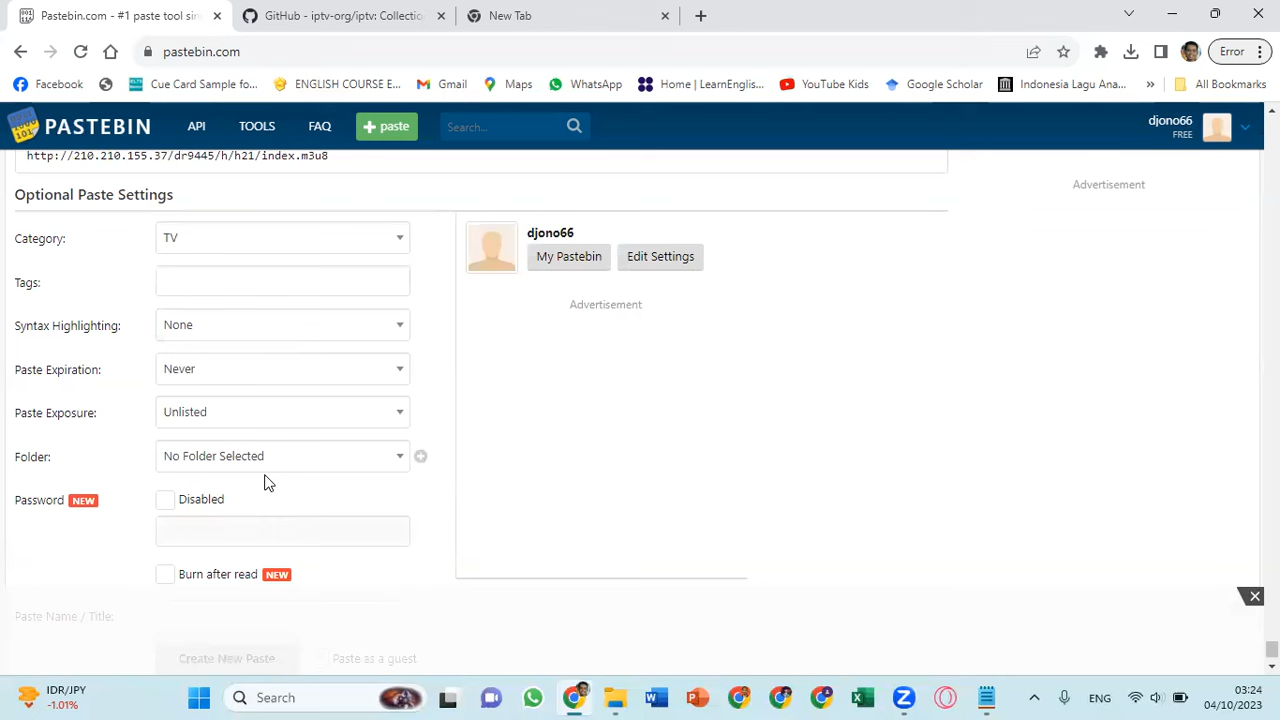 Pastebin.com - #1 paste tool sin
GitHub - iptv-org/iptv: Collectio
New Tab
pastebin.com
Error
Facebook
Cue Card Sample for...
ENGLISH COURSE E...
Gmail
Maps
WhatsApp
Home | LearnEnglish...
YouTube Kids
Google Scholar
Indonesia Lagu Ana...
»
All Bookmarks
PASTEBIN
API
TOOLS
FAQ
+ paste
Search...
djono66
FREE
http://210.210.155.37/dr9445/h/h21/index.m3u8
Advertisement
Optional Paste Settings
Category: TV
djono66
My Pastebin Edit Settings
Tags:
Advertisement
Syntax Highlighting: None
Paste Expiration: Never
Paste Exposure: Unlisted
Folder: No Folder Selected
Password NEW Disabled
Burn after read NEW
Paste Name / Title:
Create New Paste Paste as a guest
IDR/JPY
-1.01%
Search
ENG
03:24
04/10/2023